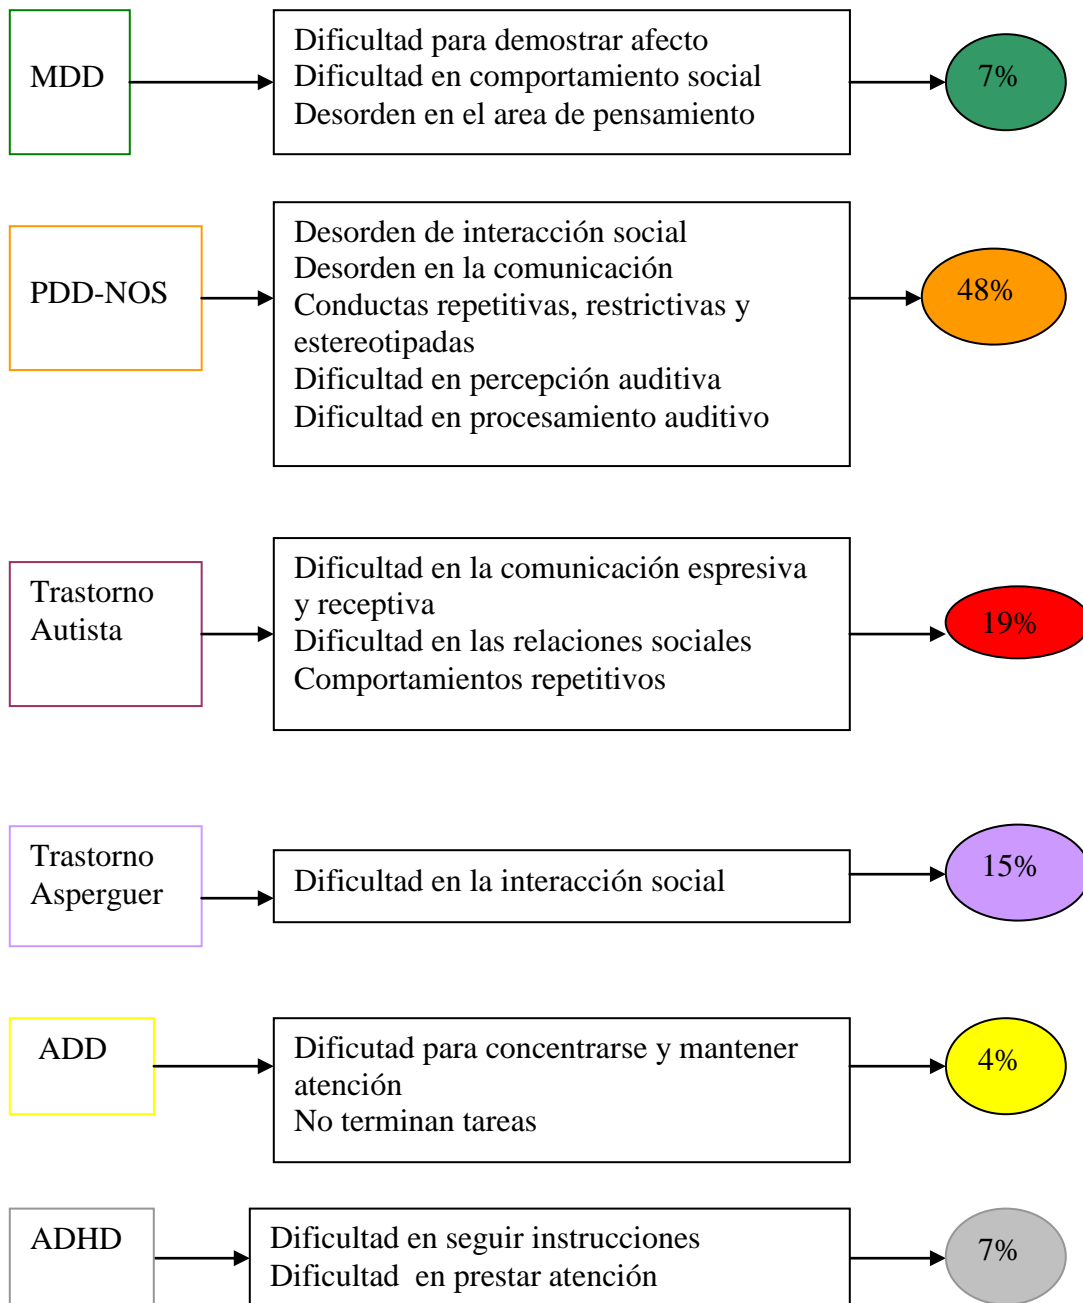 MDD
Dificultad para demostrar afecto
Dificultad en comportamiento social
Desorden en el area de pensamiento
7%
PDD-NOS
Desorden de interacción social
Desorden en la comunicación
Conductas repetitivas, restrictivas y
estereotipadas
Dificultad en percepción auditiva
Dificultad en procesamiento auditivo
48%
Trastorno
Autista
Dificultad en la comunicación espresiva
y receptiva
Dificultad en las relaciones sociales
Comportamientos repetitivos
19%
Trastorno
Asperguer
Dificultad en la interacción social
15%
ADD
Dificutad para concentrarse y mantener
atención
No terminan tareas
4%
ADHD
Dificultad en seguir instrucciones
Dificultad  en prestar atención
7%